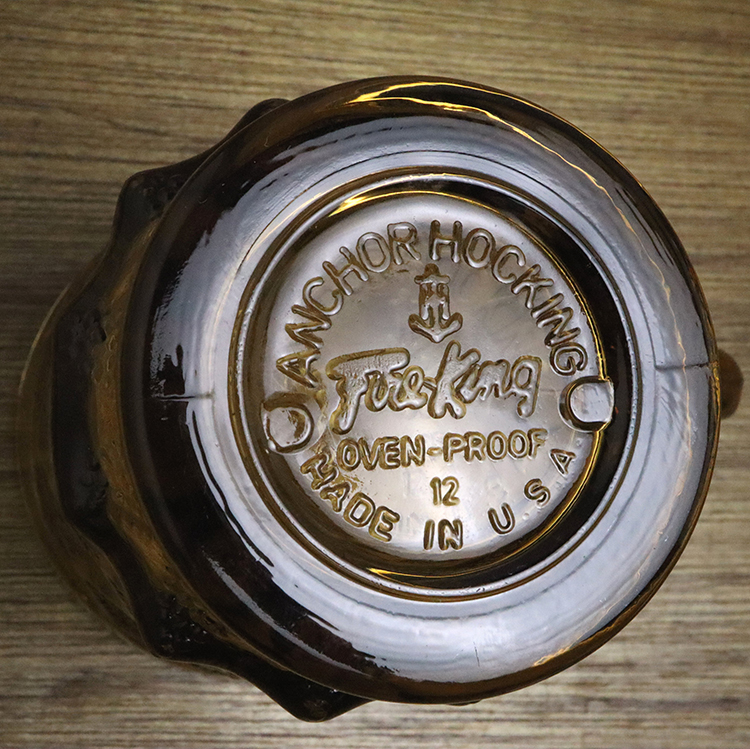 ANCHOR HOCKING
Fire-King
OVEN-PROOF
12
MADE IN U.S.A.